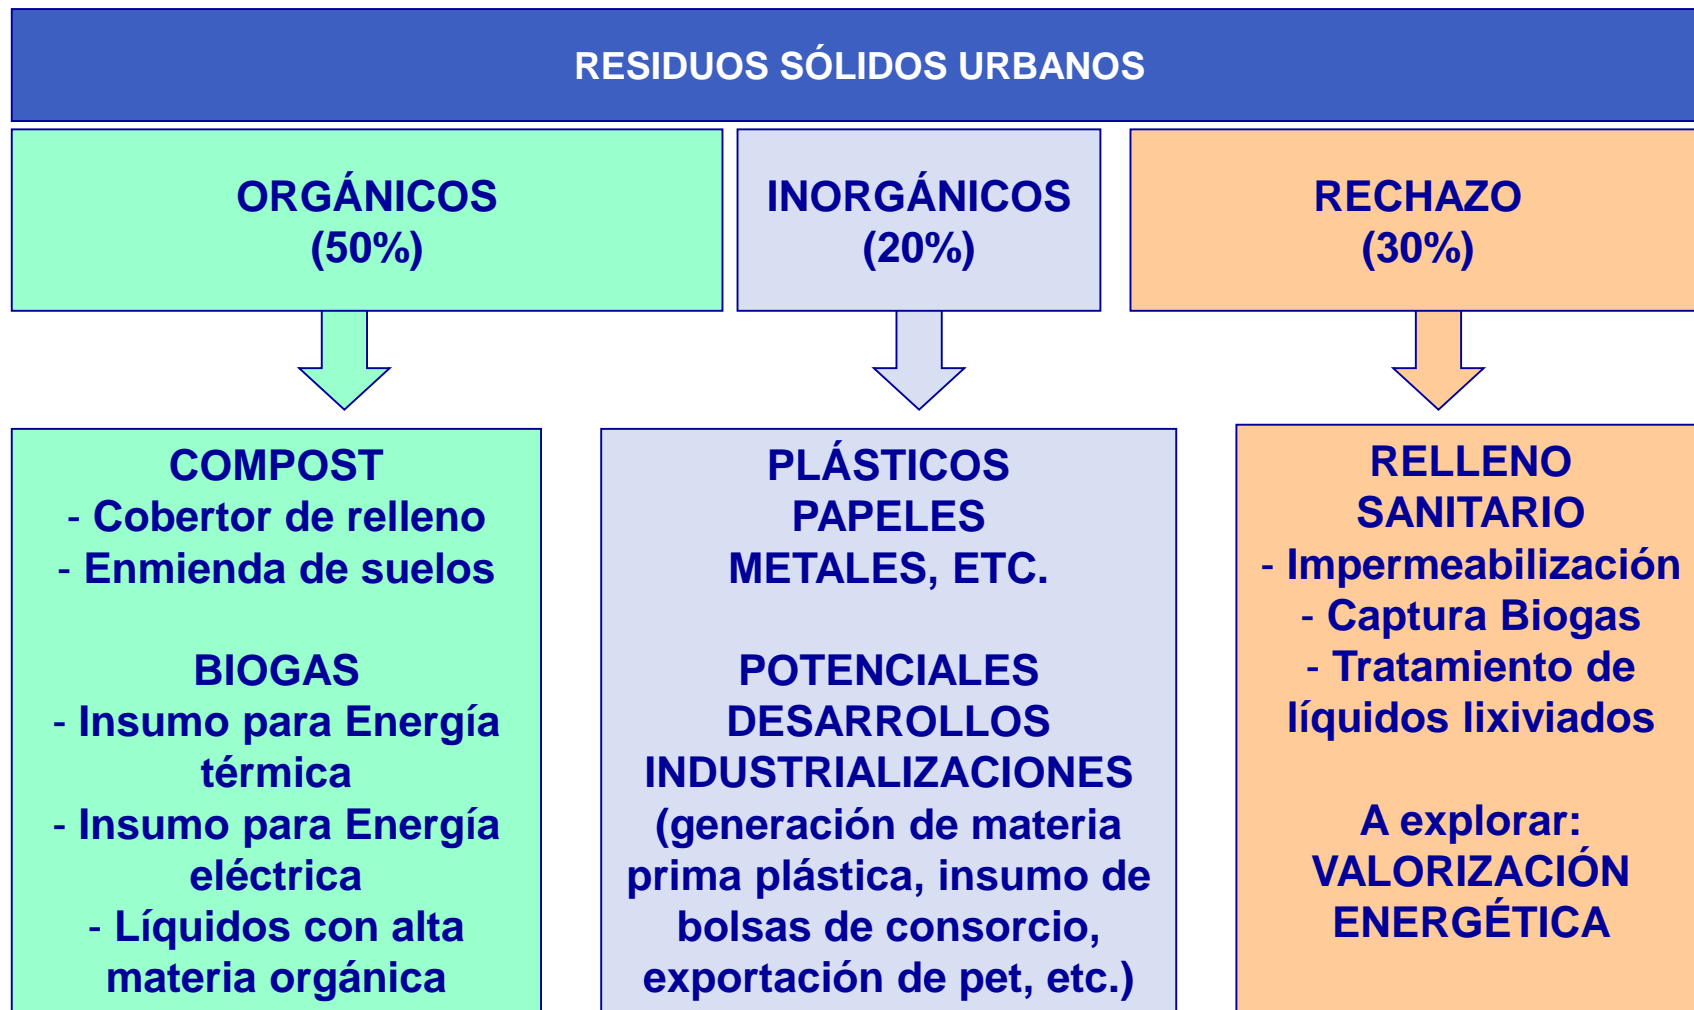 RESIDUOS SÓLIDOS URBANOS
ORGÁNICOS
(50%)
INORGÁNICOS
(20%)
RECHAZO
(30%)
COMPOST
- Cobertor de relleno
- Enmienda de suelos
BIOGAS
- Insumo para Energía
térmica
- Insumo para Energía
eléctrica
- Líquidos con alta
materia orgánica
PLÁSTICOS
PAPELES
METALES, ETC.
POTENCIALES
DESARROLLOS
INDUSTRIALIZACIONES
(generación de materia
prima plástica, insumo de
bolsas de consorcio,
exportación de pet, etc.)
RELLENO
SANITARIO
- Impermeabilización
- Captura Biogas
- Tratamiento de
líquidos lixiviados
A explorar:
VALORIZACIÓN
ENERGÉTICA